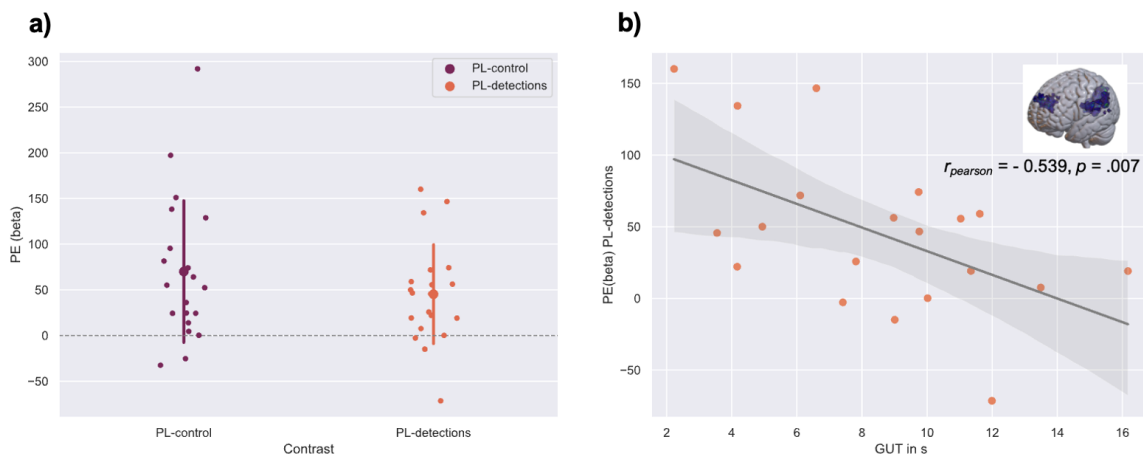 a)
300
250
200
150
100
50
0
−50
PE (beta)
PL-control
PL-detections
PL-control
PL-detections
Contrast
b)
150
100
50
0
−50
PE(beta) PL-detections
r pearson = - 0.539, p = .007
2 4 6 8 10 12 14 16
GUT in s